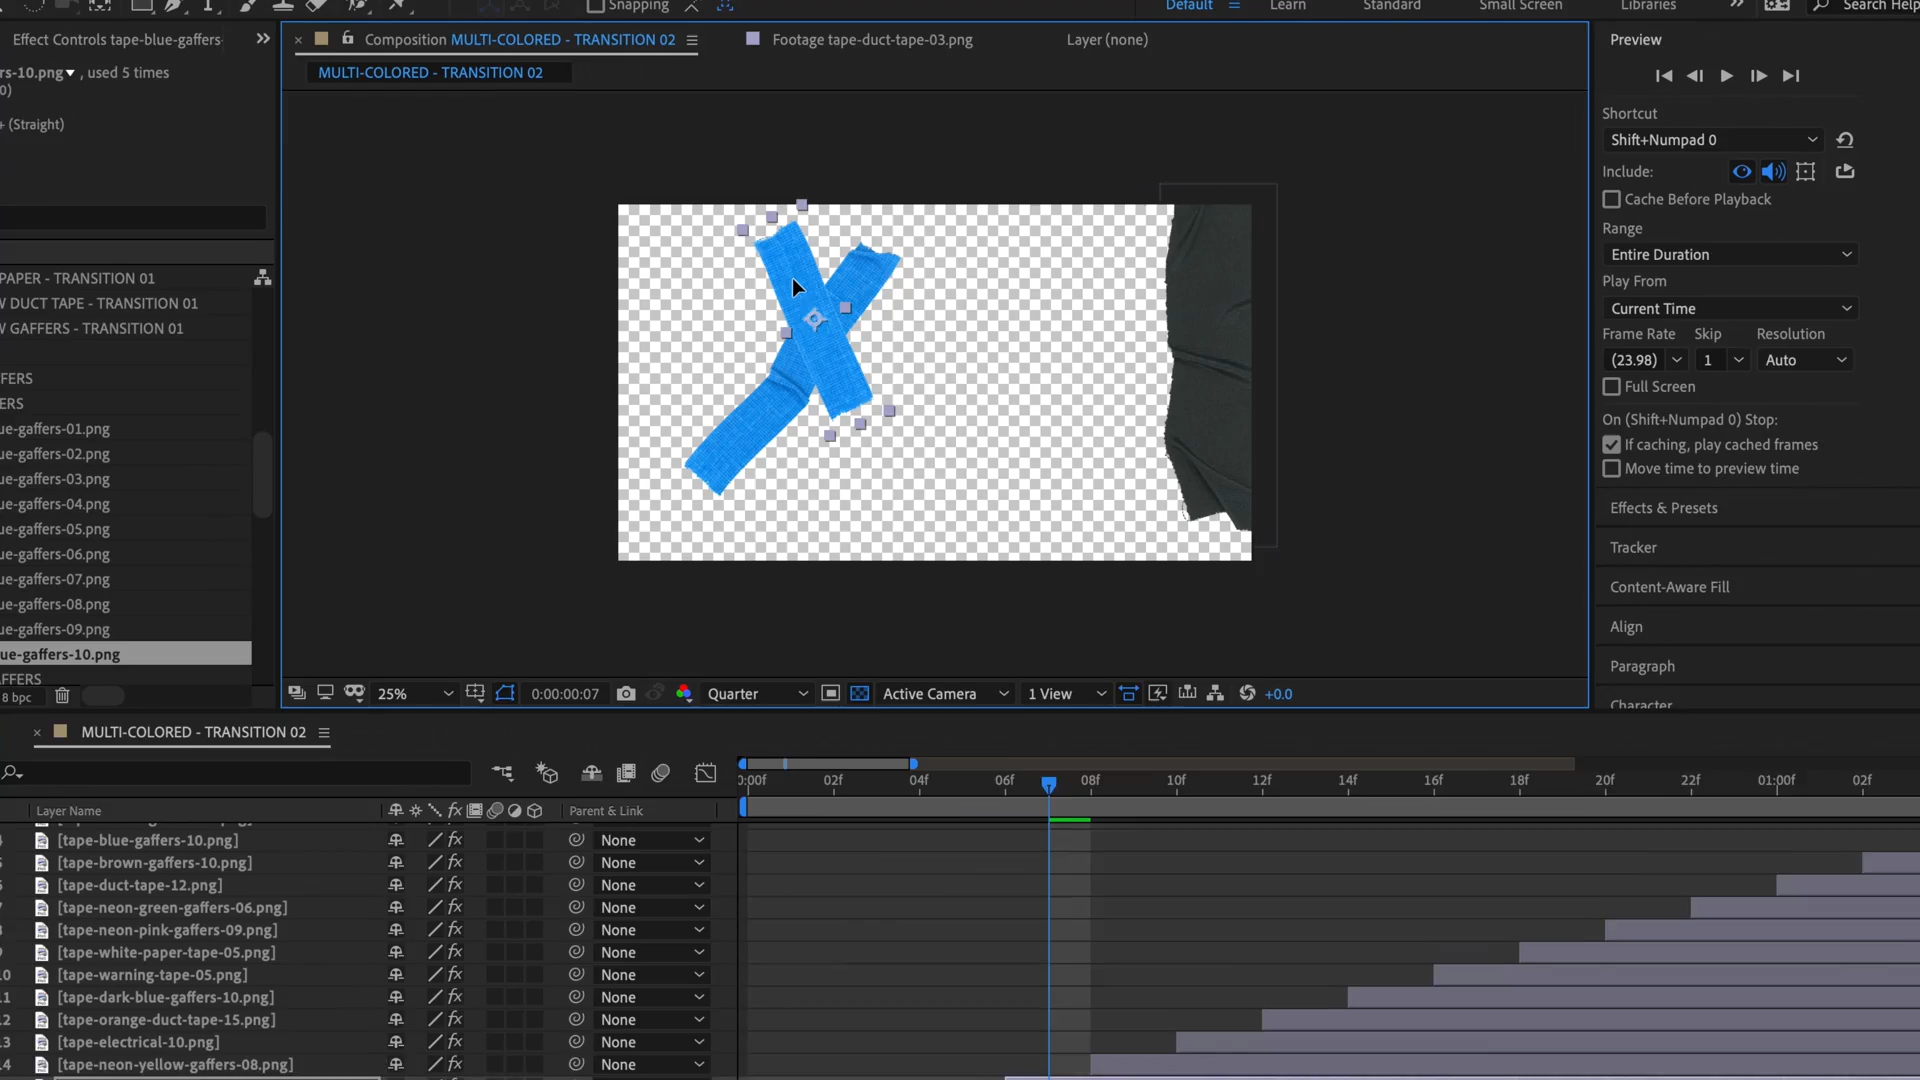 Snapping
Default
Learn
Standard
Small Screen
Libraries
Search Help
Effect Controls tape-blue-gaffers-
Composition MULTI-COLORED - TRANSITION 02
Footage tape-duct-tape-03.png
Layer (none)
Preview
rs-10.png, used 5 times
0)
+ (Straight)
MULTI-COLORED - TRANSITION 02
Shortcut
Shift+Numpad 0
Include:
Cache Before Playback
Range
Entire Duration
Play From
Current Time
Frame Rate Skip Resolution
(23.98) 1 Auto
Full Screen
On (Shift+Numpad 0) Stop:
If caching, play cached frames
Move time to preview time
Effects & Presets
Tracker
Content-Aware Fill
Align
Paragraph
Character
PAPER - TRANSITION 01
W DUCT TAPE - TRANSITION 01
W GAFFERS - TRANSITION 01
FERS
ERS
ue-gaffers-01.png
ue-gaffers-02.png
ue-gaffers-03.png
ue-gaffers-04.png
ue-gaffers-05.png
ue-gaffers-06.png
ue-gaffers-07.png
ue-gaffers-08.png
ue-gaffers-09.png
ue-gaffers-10.png
AFFERS
8 bpc
25%
0:00:00:07
Quarter
Active Camera
1 View
+0.0
MULTI-COLORED - TRANSITION 02
0:00f 02f 04f 06f 08f 10f 12f 14f 16f 18f 20f 22f 01:00f 02f
Layer Name
Parent & Link
4 [tape-blue-gaffers-10.png] None
5 [tape-brown-gaffers-10.png] None
6 [tape-duct-tape-12.png] None
7 [tape-neon-green-gaffers-06.png] None
8 [tape-neon-pink-gaffers-09.png] None
9 [tape-white-paper-tape-05.png] None
10 [tape-warning-tape-05.png] None
11 [tape-dark-blue-gaffers-10.png] None
12 [tape-orange-duct-tape-15.png] None
13 [tape-electrical-10.png] None
14 [tape-neon-yellow-gaffers-08.png] None